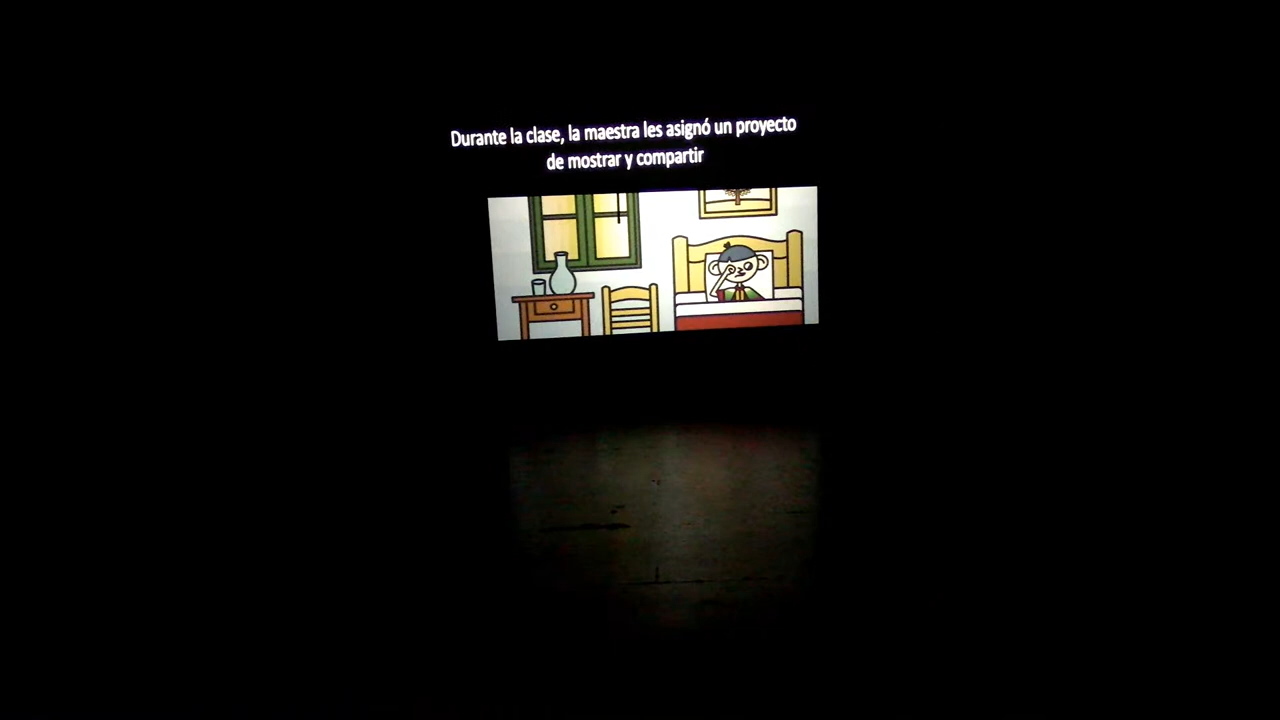 Durante la clase, la maestra les asignó un proyecto
de mostrar y compartir